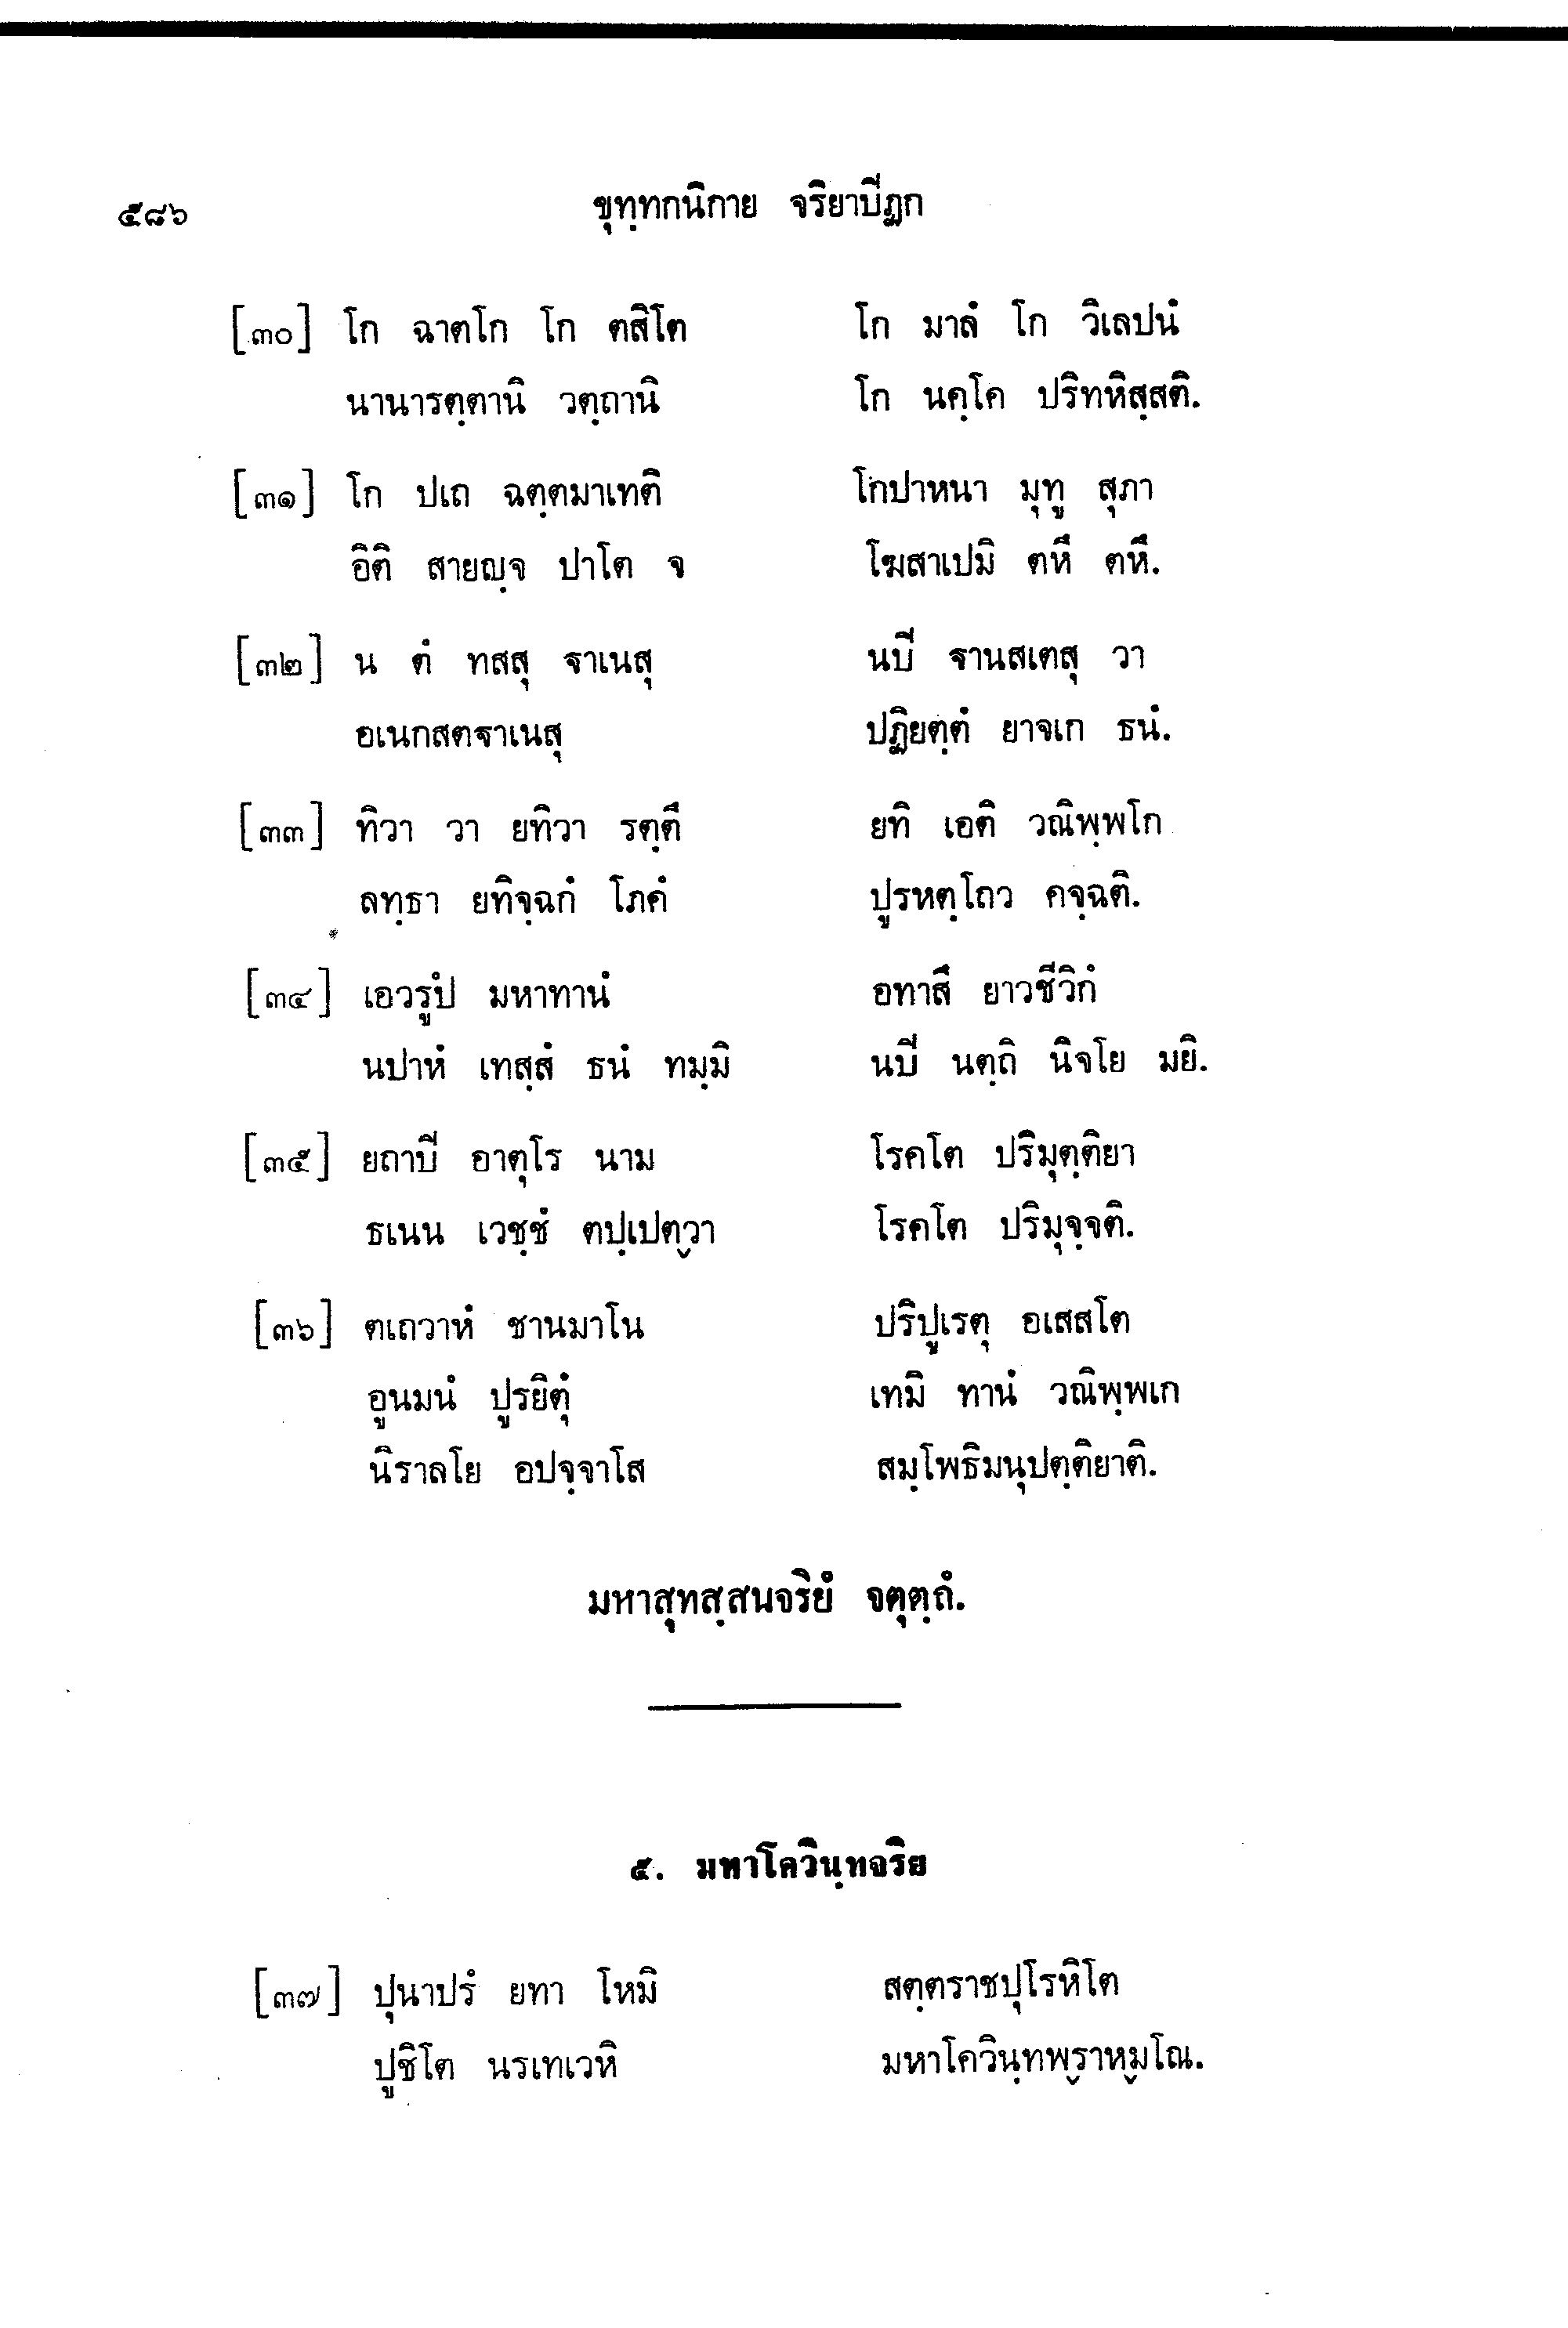 ๕๘๖ ขุทฺทกนิกาย จริยาปิฏก
[๓๐] โก ฉาตโก โก ตสิโต โก มาลํ โก วิเลปนํ
นานารตฺตานิ วตฺถานิ โก นคฺโค ปริทหิสฺสติ.
[๓๑] โก ปเถ ฉตฺตมาเทติ โกปาหนา มุทู สุภา
อิติ สายญฺจ ปาโต จ โฆสาเปมิ ตหึ ตหึ.
[๓๒] น ตํ ทสสุ ฐาเนสุ นปิ ฐานสเตสุ วา
อเนกสตฐาเนสุ ปฏิยตฺตํ ยาจเก ธนํ.
[๓๓] ทิวา วา ยทิวา รตฺตึ ยทิ เอติ วณิพฺพโก
ลทฺธา ยทิจฺฉกํ โภคํ ปูรหตฺโถว คจฺฉติ.
[๓๔] เอวรูปํ มหาทานํ อทาสึ ยาวชีวิกํ
นปาหํ เทสฺสํ ธนํ ทมฺมิ นปิ นตฺถิ นิจโย มยิ.
[๓๕] ยถาปิ อาตุโร นาม โรคโต ปริมุตฺติยา
ธเนน เวชฺชํ ตปฺเปตฺวา โรคโต ปริมุจฺจติ.
[๓๖] ตเถวาหํ ชานมาโน ปริปูเรตุ อเสสโต
อูนมนํ ปูรยิตุํ เทมิ ทานํ วณิพฺพเก
นิราลโย อปจฺจาโส สมฺโพธิมนุปตฺติยาติ.
มหาสุทสฺสนจริยํ จตุตฺถํ.
๕. มหาโควินฺทจริย
[๓๗] ปุนาปรํ ยทา โหมิ สตฺตราชปุโรหิโต
ปูชิโต นรเทเวหิ มหาโควินฺทพฺราหฺมโณ.